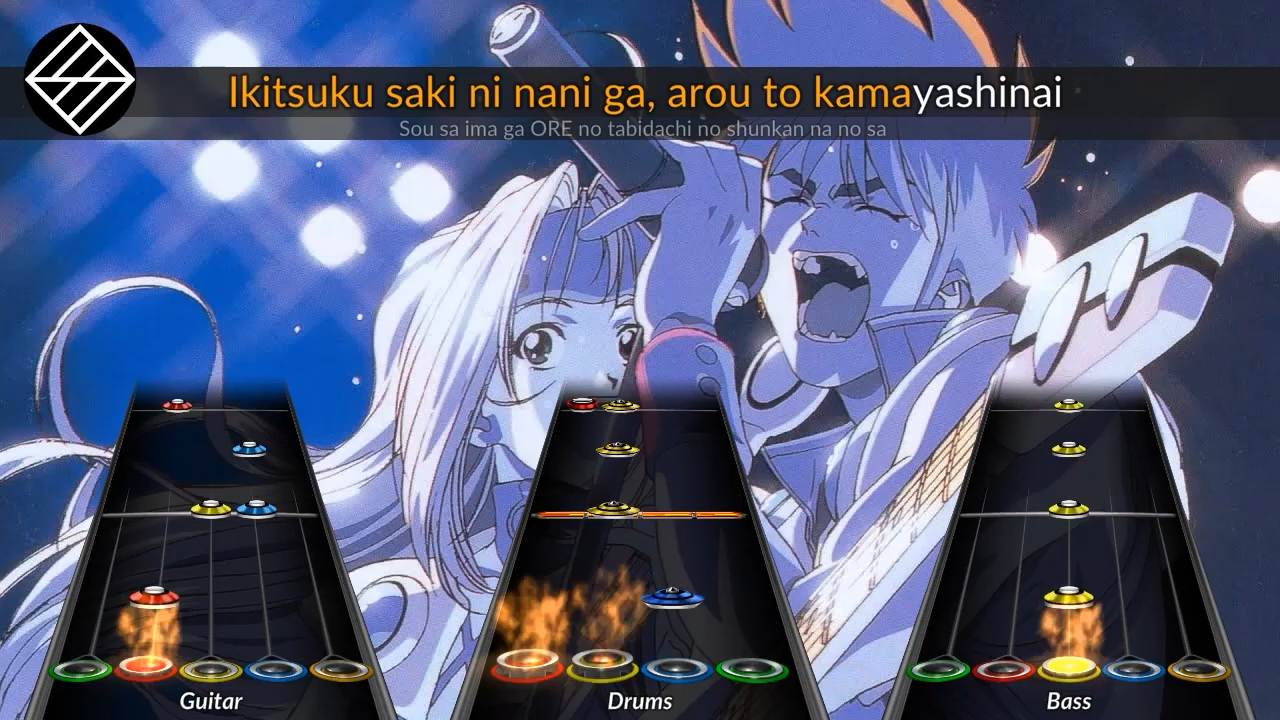 Ikitsuku saki ni nani ga, arou to kamayashinai
Sou sa ima ga ORE no tabidachi no shunkan na no sa
Guitar
Drums
Bass